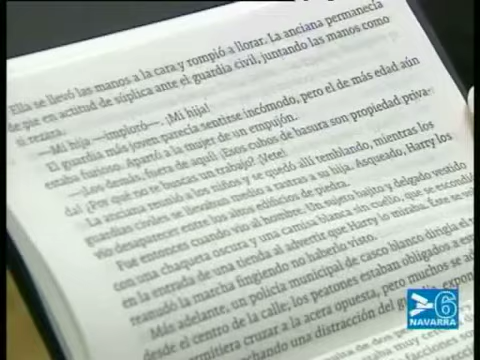 Ella se llevó las manos a la cara y rompió a llorar. La anciana permanecía
de pie en actitud de súplica ante el guardia civil, juntando las manos como
si rezara.
—Mi hija —imploró—. ¡Mi hija!
El guardia más joven parecía sentirse incómodo, pero el de más edad aún
estaba furioso. Apartó a la mujer de un empujón.
—¡Los demás, fuera de aquí! ¡Esos cubos de basura son propiedad priva-
da! ¿Por qué no te buscas un trabajo? ¡Vete!
La anciana reunió a los niños y se quedó allí temblando, mientras los
guardias civiles se llevaban medio a rastras a su hija. Asqueado, Harry los
vio desaparecer entre los altos edificios de piedra.
Fue entonces cuando vio al hombre. Un sujeto bajito y delgado vestido
con una chaqueta oscura y una camisa blanca sin cuello, que se escondió
en la entrada de una tienda al advertir que Harry lo miraba. Éste se
reanudó la marcha fingiendo no haberlo visto.
Más adelante, un policía municipal de casco blanco dirigía el
desde el centro de la calle; los peatones estaban obligados a
permitiera cruzar a la acera opuesta, pero muchos se
chando una distracción del
6
NAVARRA